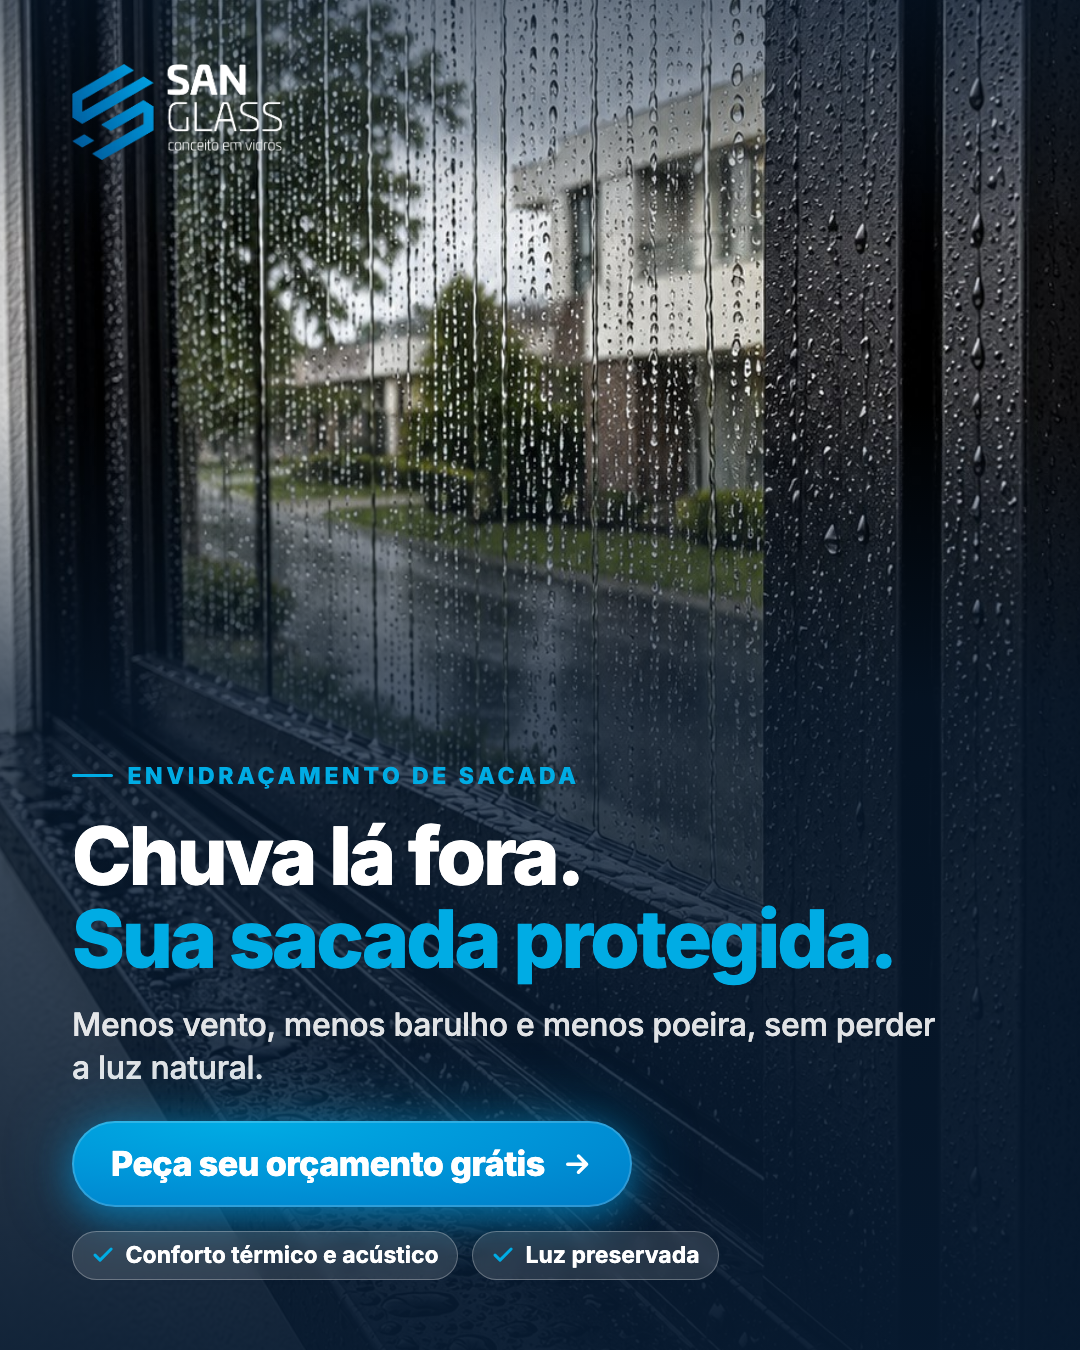 SAN
GLASS
conceito em vidros
ENVIDRAÇAMENTO DE SACADA
Chuva lá fora.
Sua sacada protegida.
Menos vento, menos barulho e menos poeira, sem perder
a luz natural.
Peça seu orçamento grátis →
✓ Conforto térmico e acústico
✓ Luz preservada